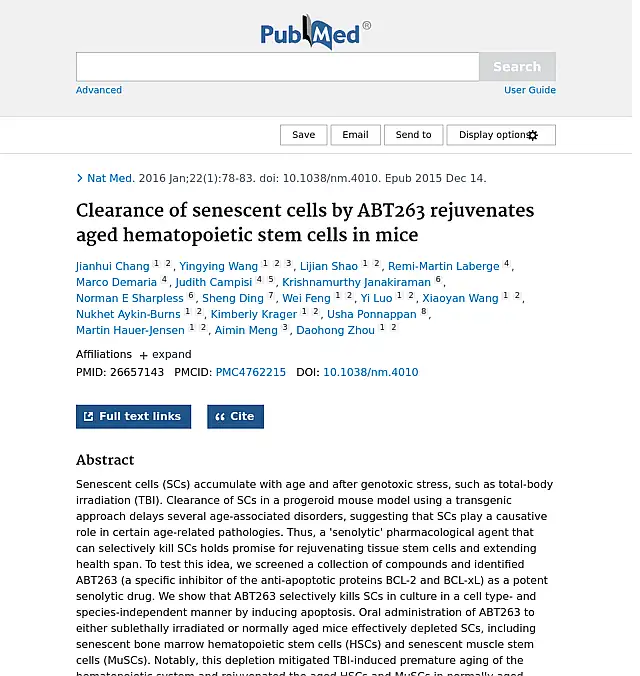 PubMed®
Search
Advanced
User Guide
Save
Email
Send to
Display options
Nat Med. 2016 Jan;22(1):78-83. doi: 10.1038/nm.4010. Epub 2015 Dec 14.
Clearance of senescent cells by ABT263 rejuvenates
aged hematopoietic stem cells in mice
Jianhui Chang 1 2, Yingying Wang 1 2 3, Lijian Shao 1 2, Remi-Martin Laberge 4,
Marco Demaria 4, Judith Campisi 4 5, Krishnamurthy Janakiraman 6,
Norman E Sharpless 6, Sheng Ding 7, Wei Feng 1 2, Yi Luo 1 2, Xiaoyan Wang 1 2,
Nukhet Aykin-Burns 1 2, Kimberly Krager 1 2, Usha Ponnappan 8,
Martin Hauer-Jensen 1 2, Aimin Meng 3, Daohong Zhou 1 2
Affiliations + expand
PMID: 26657143 PMCID: PMC4762215 DOI: 10.1038/nm.4010
Full text links
Cite
Abstract
Senescent cells (SCs) accumulate with age and after genotoxic stress, such as total-body
irradiation (TBI). Clearance of SCs in a progeroid mouse model using a transgenic
approach delays several age-associated disorders, suggesting that SCs play a causative
role in certain age-related pathologies. Thus, a 'senolytic' pharmacological agent that
can selectively kill SCs holds promise for rejuvenating tissue stem cells and extending
health span. To test this idea, we screened a collection of compounds and identified
ABT263 (a specific inhibitor of the anti-apoptotic proteins BCL-2 and BCL-xL) as a potent
senolytic drug. We show that ABT263 selectively kills SCs in culture in a cell type- and
species-independent manner by inducing apoptosis. Oral administration of ABT263 to
either sublethally irradiated or normally aged mice effectively depleted SCs, including
senescent bone marrow hematopoietic stem cells (HSCs) and senescent muscle stem
cells (MuSCs). Notably, this depletion mitigated TBI-induced premature aging of the
hematopoietic system and rejuvenated the aged HSCs and MuSCs in normally aged